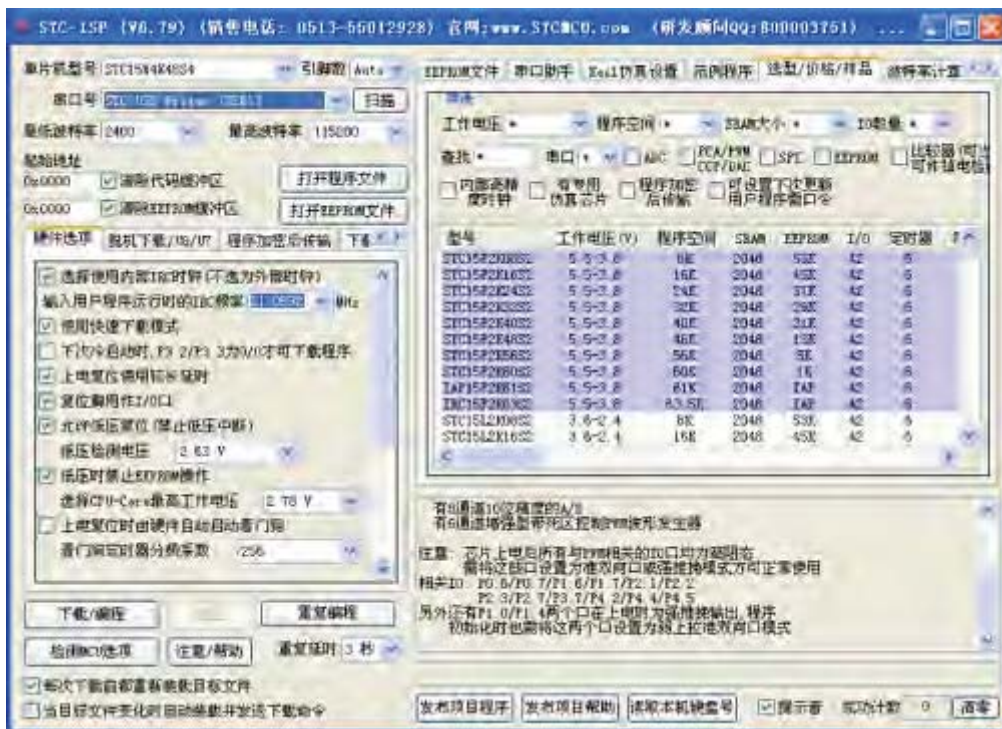 STC-ISP (V6.79) (销售电话: 0513-55012928) 官网:www.STCMCU.com (研发顾问QQ:800003751) ...
单片机型号 STC15W4K48S4 引脚数 Auto
串口号 扫描
最低波特率 2400 最高波特率 115200
起始地址
0x0000 清除代码缓冲区 打开程序文件
0x0000 清除EEPROM缓冲区 打开EEPROM文件
硬件选项 脱机下载/U8/U7 程序加密后传输
选择使用内部IRC时钟(不选为外部时钟)
输入用户程序运行时的IRC频率 11.0592 MHz
使用快速下载模式
下次冷启动时,P3.2/P3.3为0/0才可下载程序
上电复位使用较长延时
复位脚用作I/O口
允许低压复位(禁止低压中断)
低压检测电压 2.63 V
低压时禁止EEPROM操作
选择CPU-Core最高工作电压 2.78 V
上电复位时由硬件自动启动看门狗
看门狗定时器分频系数 /256
下载/编程 重复编程
检测MCU选项 注意/帮助 重复延时 3 秒
每次下载前都重新装载目标文件
当目标文件变化时自动装载并发送下载命令
EEPROM文件 串口助手 Keil仿真设置 范例程序 选型/价格/样品 波特率计算
筛选
工作电压 * 程序空间 * SRAM大小 * IO数量 *
查找 * 串口 * ADC PCA/PWM CCP/DAC SPI EEPROM 比较器
内部高精度时钟 有专用仿真芯片 程序加密后传输 可设置下次更新用户程序需口令
型号 工作电压(V) 程序空间 SRAM EEPROM I/O 定时器
STC15F2K08S2 5.5-3.8 8K 2048 53K 42 6
STC15F2K16S2 5.5-3.8 16K 2048 45K 42 6
STC15F2K24S2 5.5-3.8 24K 2048 37K 42 6
STC15F2K32S2 5.5-3.8 32K 2048 29K 42 6
STC15F2K40S2 5.5-3.8 40K 2048 21K 42 6
STC15F2K48S2 5.5-3.8 48K 2048 13K 42 6
STC15F2K56S2 5.5-3.8 56K 2048 5K 42 6
STC15F2K60S2 5.5-3.8 60K 2048 1K 42 6
IAP15F2K61S2 5.5-3.8 61K 2048 IAP 42 6
IRC15F2K63S2 5.5-3.8 63.5K 2048 IAP 42 6
STC15L2K08S2 3.6-2.4 8K 2048 53K 42 6
STC15L2K16S2 3.6-2.4 16K 2048 45K 42 6
有8通道10位精度的A/D
有6通道增强型带死区控制PWM波形发生器
注意: 芯片上电后所有与PWM相关的IO口均为高阻态
需将这些口设置为准双向口或强推挽模式方可正常使用
相关IO: P0.6/P0.7/P1.6/P1.7/P2.1/P2.2
P2.3/P2.7/P3.7/P4.2/P4.4/P4.5
另外还有P1.0/P1.4两个口在上电时为强推挽输出,程序
初始化时也需将这两个口设置为弱上拉准双向口模式
发布项目程序 发布项目帮助 读取本机硬盘号 提示音 成功计数 0 清零